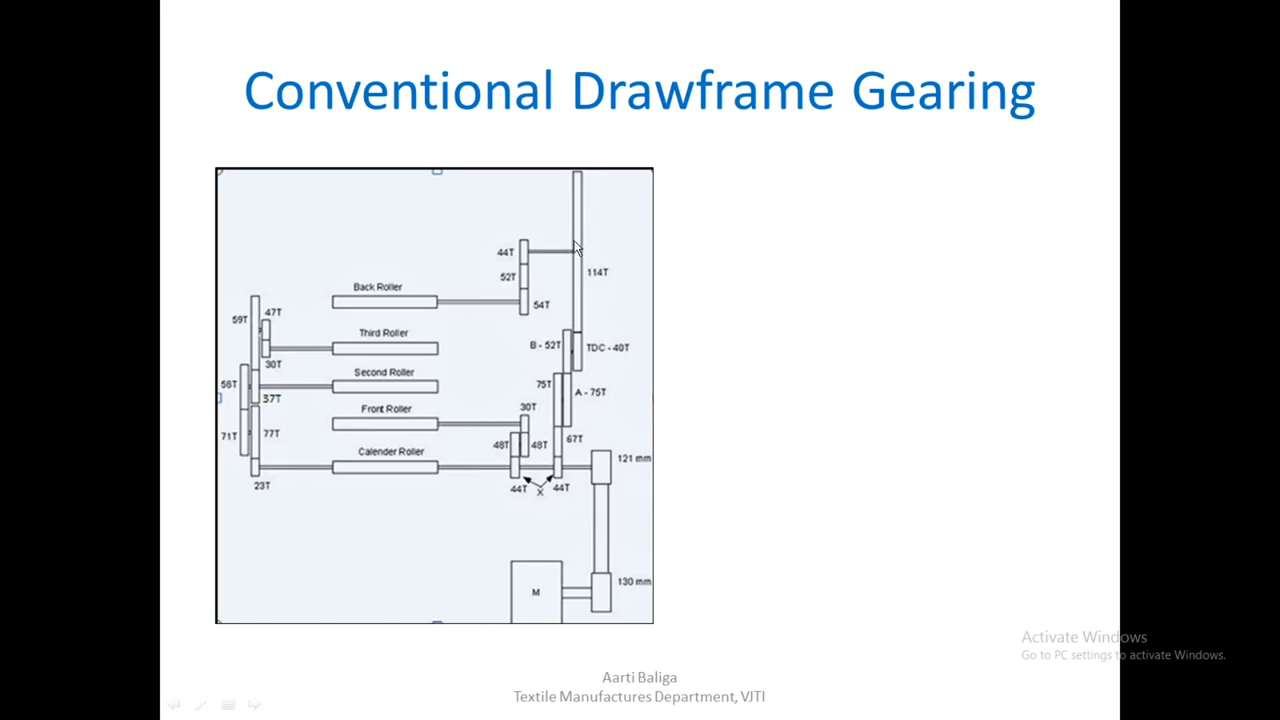 Conventional Drawframe Gearing
44T
52T
114T
Back Roller
54T
47T
59T
Third Roller
B - 52T
TDC - 40T
30T
Second Roller
56T
75T
A - 75T
37T
Front Roller
30T
71T
77T
48T
48T
67T
Calender Roller
121 mm
23T
44T
X
44T
130 mm
M
Activate Windows
Go to PC settings to activate Windows.
Aarti Baliga
Textile Manufactures Department, VJTI